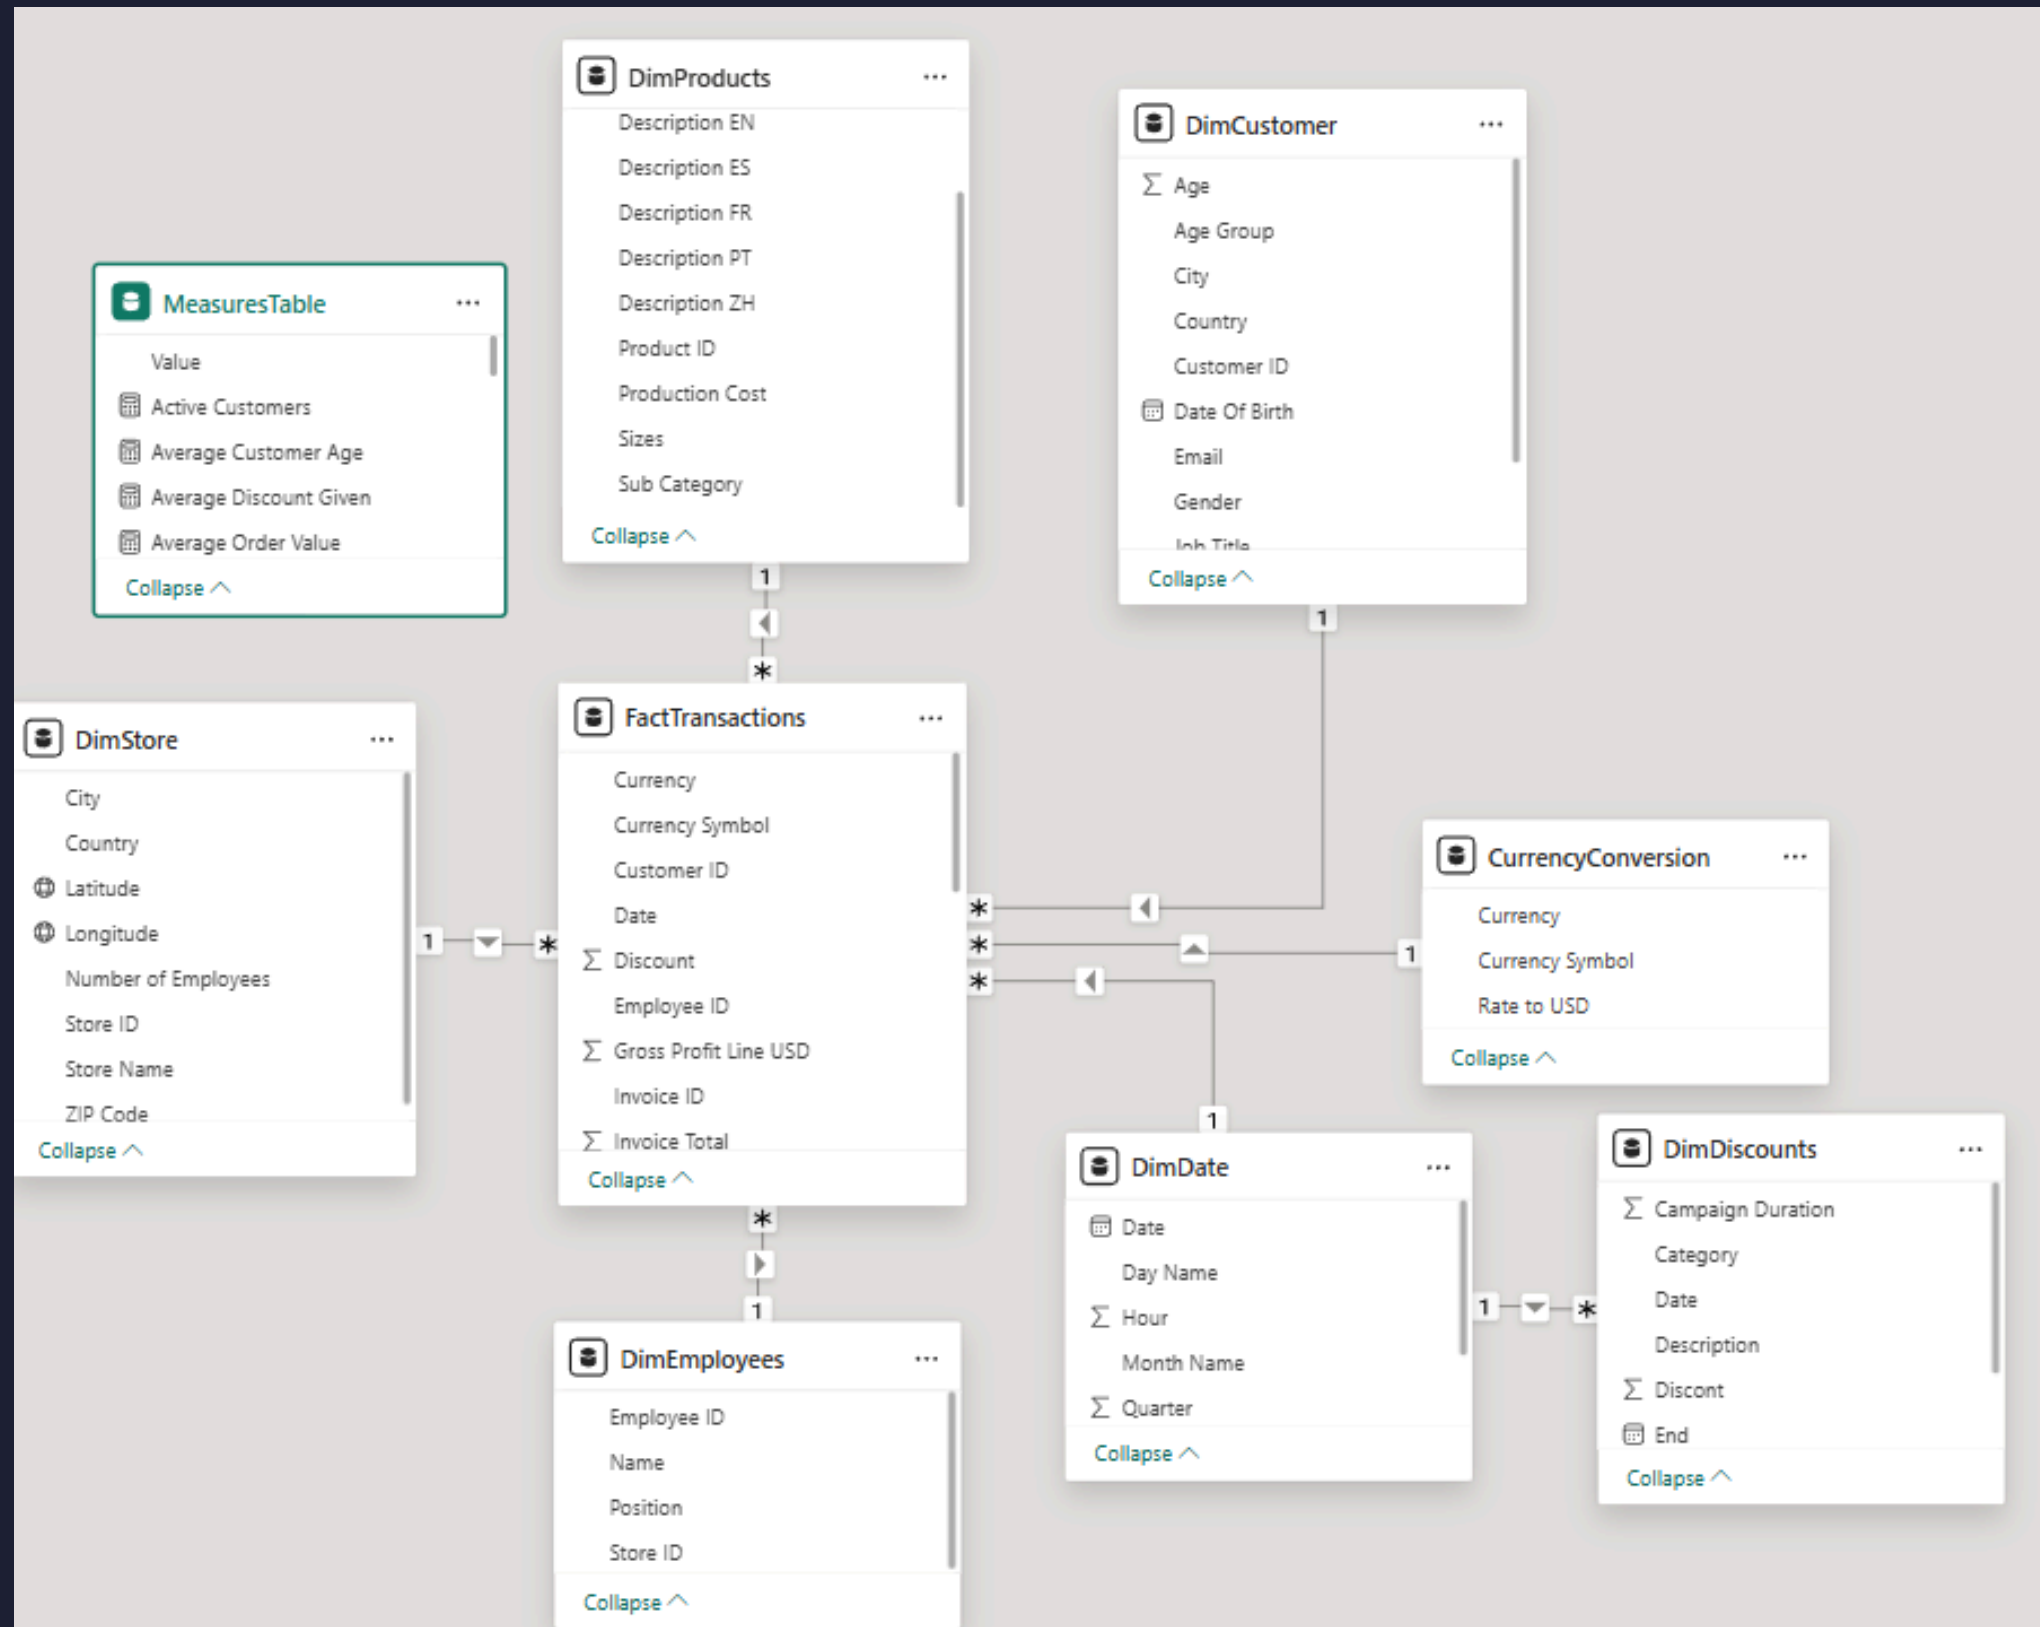 DimProducts
Description EN
Description ES
Description FR
Description PT
Description ZH
Product ID
Production Cost
Sizes
Sub Category
Collapse
DimCustomer
Age
Age Group
City
Country
Customer ID
Date Of Birth
Email
Gender
Job Title
Collapse
MeasuresTable
Value
Active Customers
Average Customer Age
Average Discount Given
Average Order Value
Collapse
1
*
1
DimStore
City
Country
Latitude
Longitude
Number of Employees
Store ID
Store Name
ZIP Code
Collapse
1
*
FactTransactions
Currency
Currency Symbol
Customer ID
Date
Discount
Employee ID
Gross Profit Line USD
Invoice ID
Invoice Total
Collapse
*
*
*
1
CurrencyConversion
Currency
Currency Symbol
Rate to USD
Collapse
*
1
DimEmployees
Employee ID
Name
Position
Store ID
Collapse
1
DimDate
Date
Day Name
Hour
Month Name
Quarter
Collapse
1
*
DimDiscounts
Campaign Duration
Category
Date
Description
Discont
End
Collapse